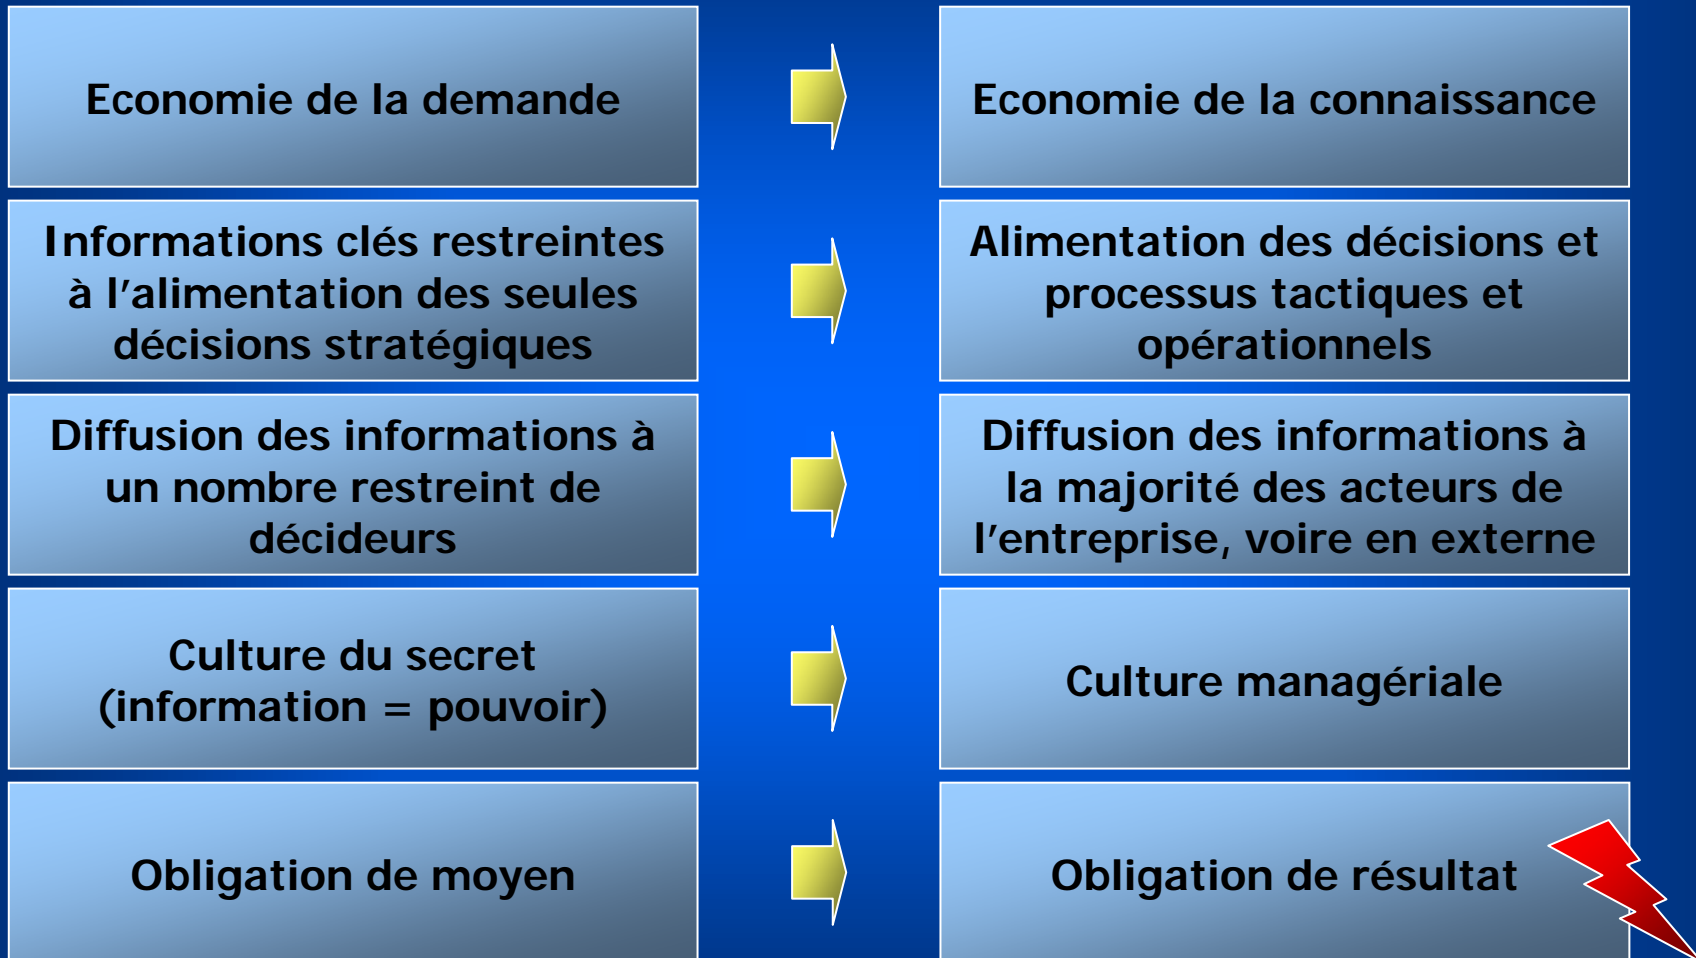 Economie de la demande
Economie de la connaissance
Informations clés restreintes
à l'alimentation des seules
décisions stratégiques
Alimentation des décisions et
processus tactiques et
opérationnels
Diffusion des informations à
un nombre restreint de
décideurs
Diffusion des informations à
la majorité des acteurs de
l'entreprise, voire en externe
Culture du secret
(information = pouvoir)
Culture managériale
Obligation de moyen
Obligation de résultat